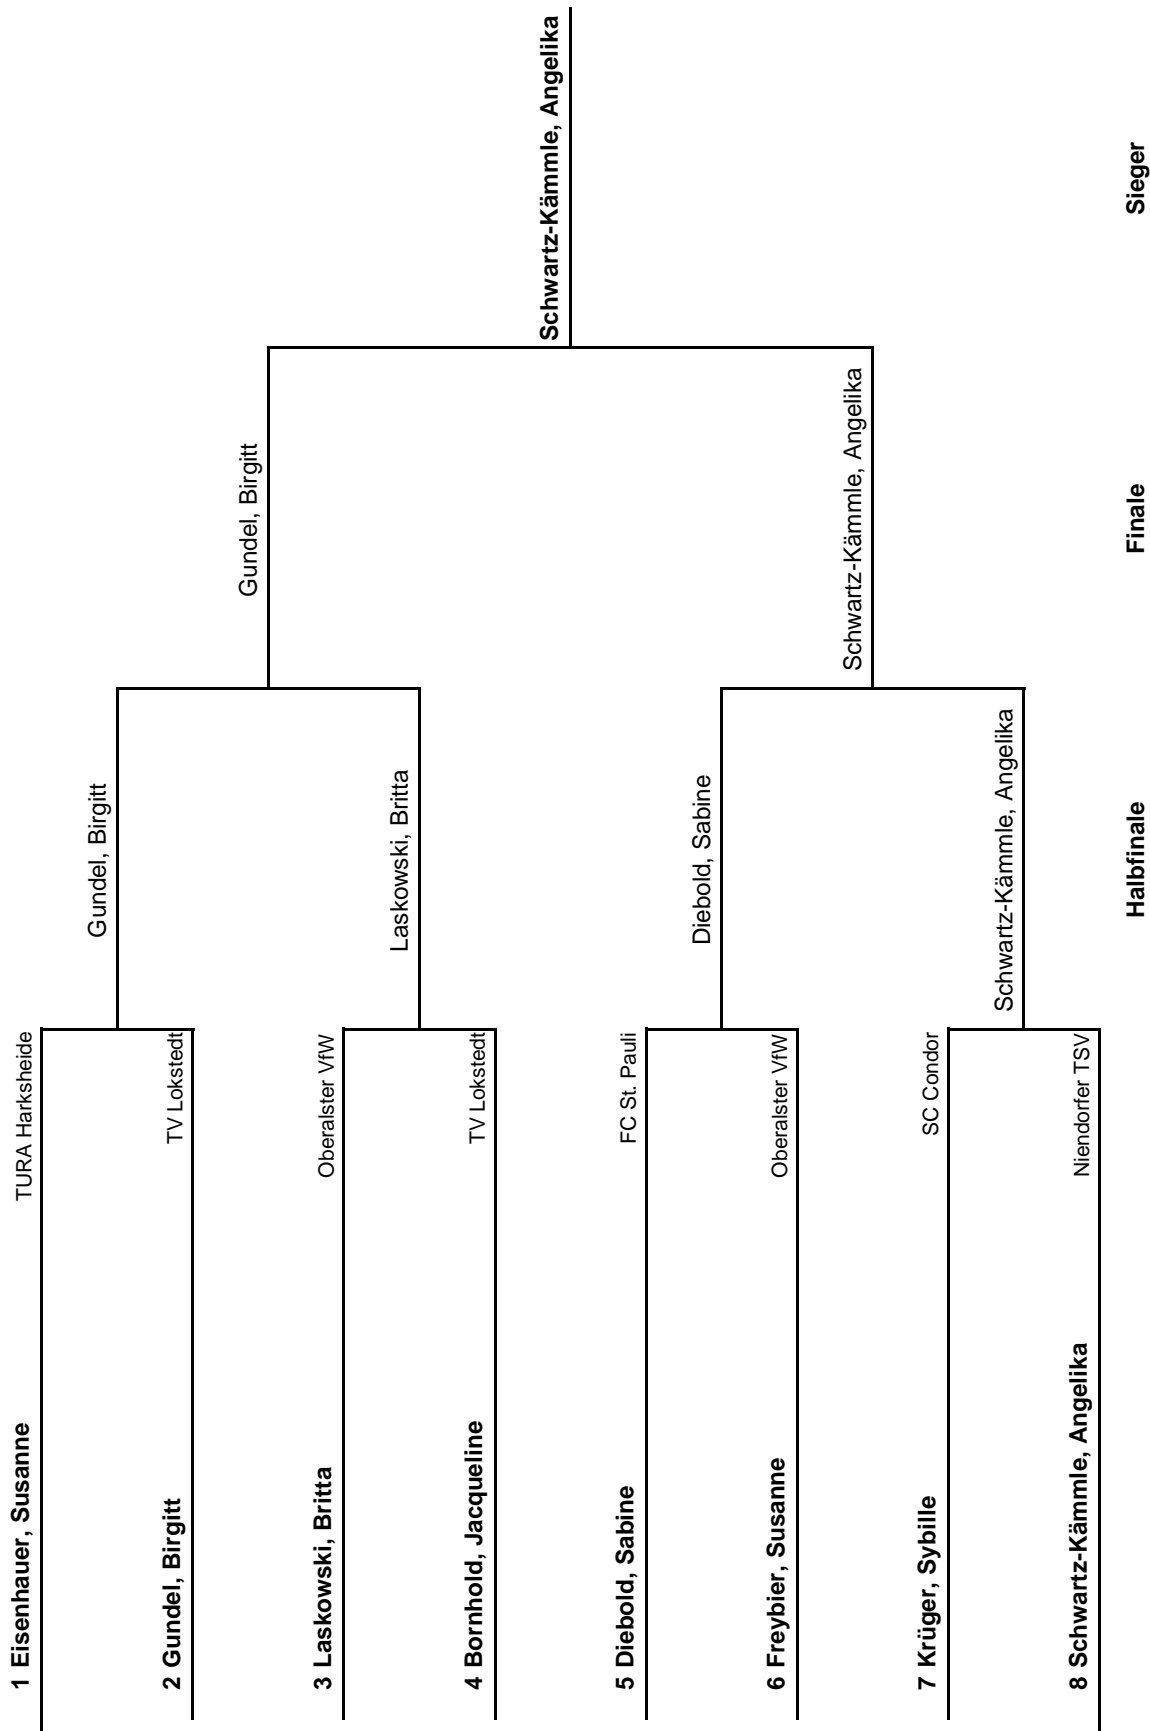 1 Eisenhauer, Susanne TURA Harksheide
Gundel, Birgitt
2 Gundel, Birgitt TV Lokstedt
Gundel, Birgitt
3 Laskowski, Britta Oberalster VfW
Laskowski, Britta
4 Bornhold, Jacqueline TV Lokstedt
Schwartz-Kämmle, Angelika
5 Diebold, Sabine FC St. Pauli
Diebold, Sabine
6 Freybier, Susanne Oberalster VfW
Schwartz-Kämmle, Angelika
7 Krüger, Sybille SC Condor
Schwartz-Kämmle, Angelika
8 Schwartz-Kämmle, Angelika Niendorfer TSV
Halbfinale Finale Sieger